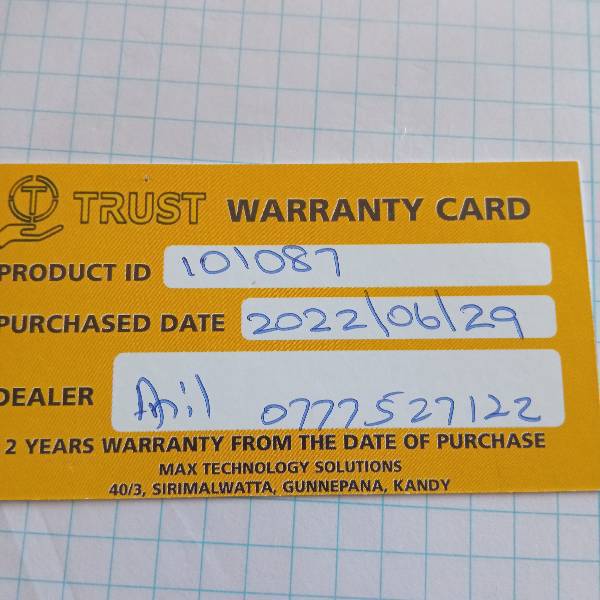 TRUST WARRANTY CARD
PRODUCT ID 101087
PURCHASED DATE 2022/06/29
DEALER Anil 0777527122
2 YEARS WARRANTY FROM THE DATE OF PURCHASE
MAX TECHNOLOGY SOLUTIONS
40/3, SIRIMALWATTA, GUNNEPANA, KANDY